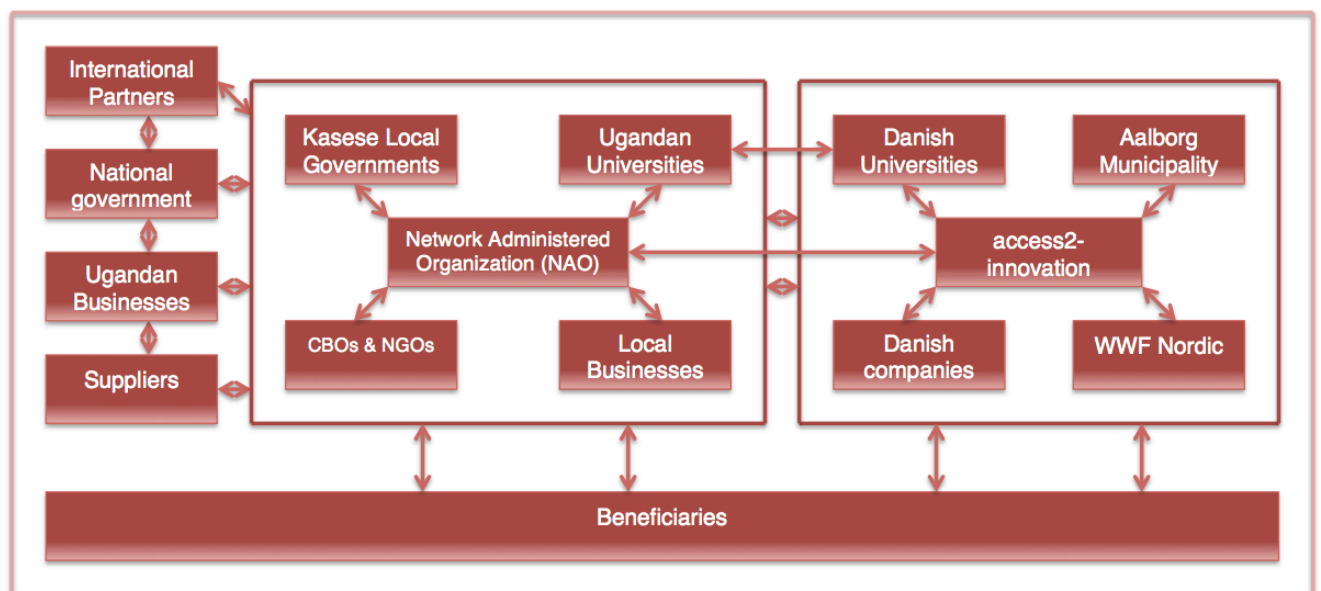 International
Partners
National
government
Ugandan
Businesses
Suppliers
Kasese Local
Governments
Ugandan
Universities
Network Administered
Organization (NAO)
CBOs & NGOs
Local
Businesses
Danish
Universities
Aalborg
Municipality
access2-
innovation
Danish
companies
WWF Nordic
Beneficiaries